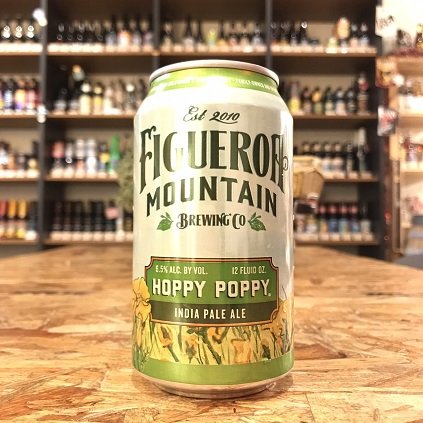 Est 2010
FIGUEROA
MOUNTAIN
BREWING CO
6.5% ALC. BY VOL. 12 FLUID OZ.
HOPPY POPPY
INDIA PALE ALE